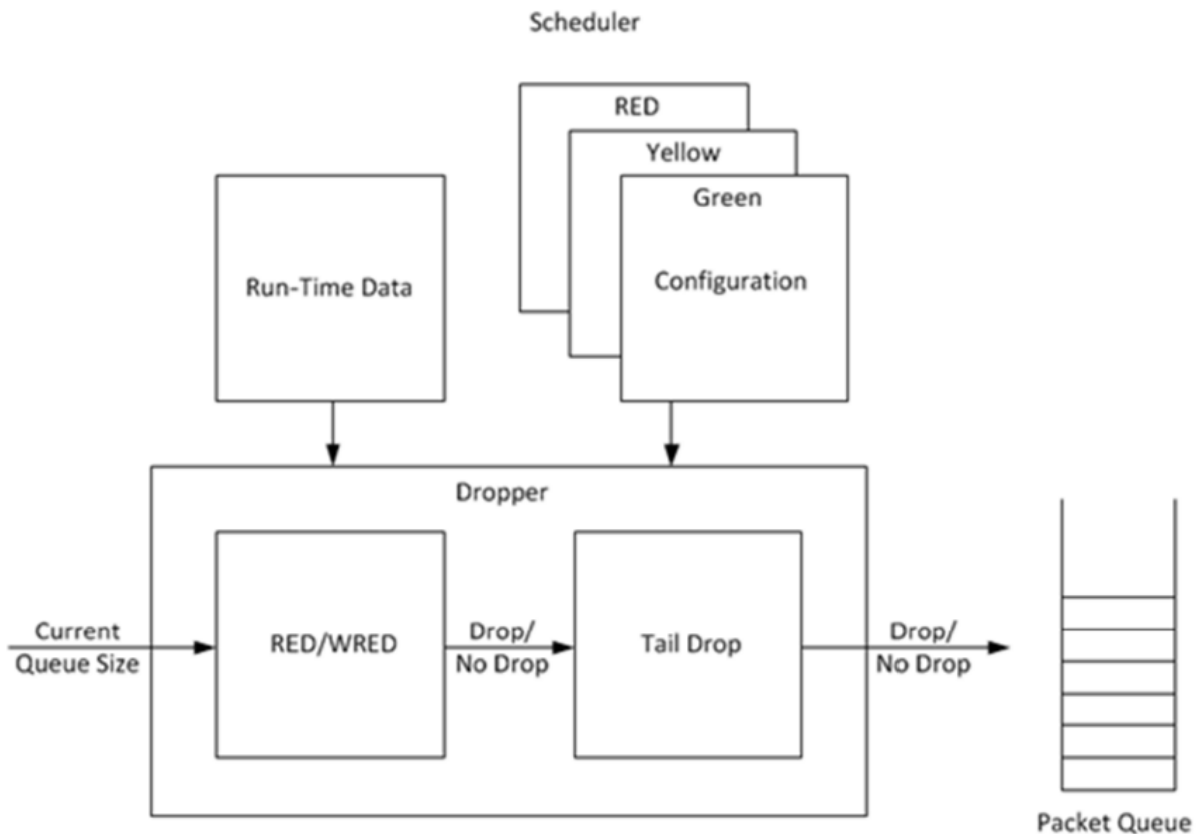 Scheduler
RED
Yellow
Green
Configuration
Run-Time Data
Dropper
Current
Queue Size
RED/WRED
Drop/
No Drop
Tail Drop
Drop/
No Drop
Packet Queue